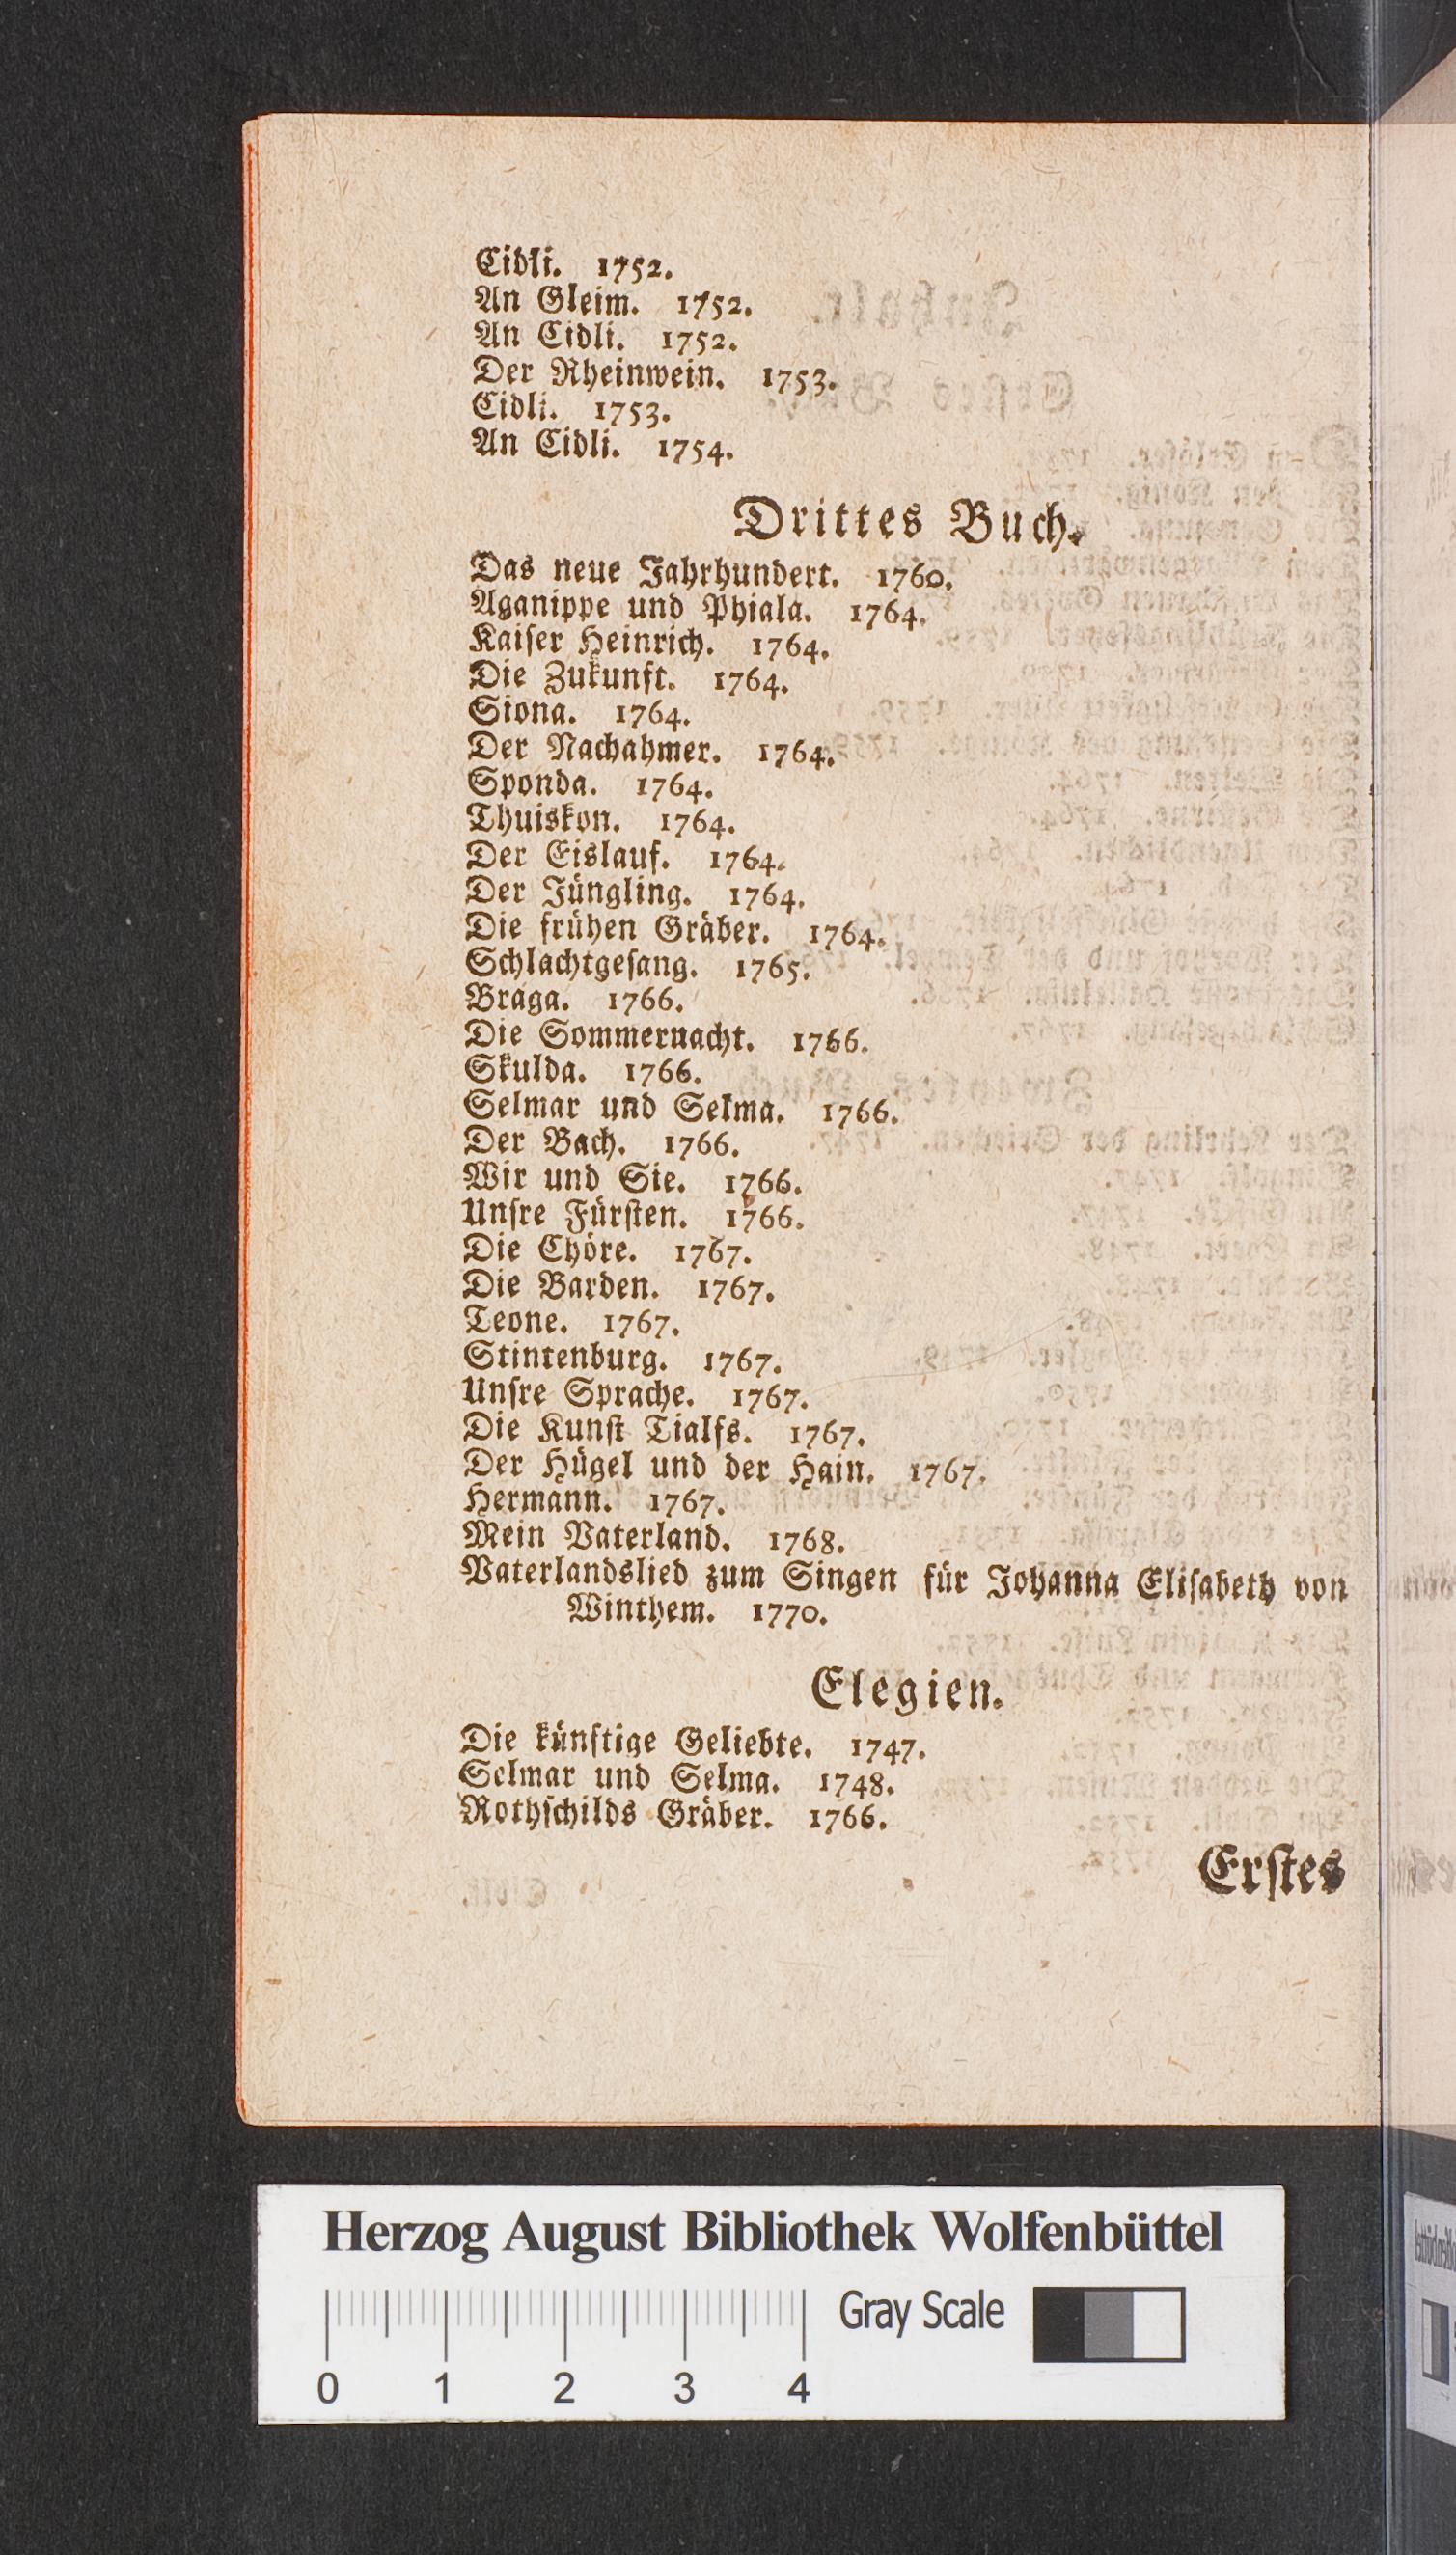 Cidli. 1752.
An Gleim. 1752.
An Cidli. 1752.
Der Rheinwein. 1753.
Cidli. 1753.
An Cidli. 1754.
Drittes Buch.
Das neue Jahrhundert. 1760.
Aganippe und Phiala. 1764.
Kaiſer Heinrich. 1764.
Die Zukunft. 1764.
Siona. 1764.
Der Nachahmer. 1764.
Sponda. 1764.
Thuiskon. 1764.
Der Eislauf. 1764.
Der Jüngling. 1764.
Die frühen Gräber. 1764.
Schlachtgeſang. 1765.
Braga. 1766.
Die Sommernacht. 1766.
Skulda. 1766.
Selmar und Selma. 1766.
Der Bach. 1766.
Wir und Sie. 1766.
Unſre Fürſten. 1766.
Die Chöre. 1767.
Die Barden. 1767.
Teone. 1767.
Stintenburg. 1767.
Unſre Sprache. 1767.
Die Kunſt Tialfs. 1767.
Der Hügel und der Hain. 1767.
Hermann. 1767.
Mein Vaterland. 1768.
Vaterlandslied zum Singen für Johanna Eliſabeth von
Winthem. 1770.
Elegien.
Die künftige Geliebte. 1747.
Selmar und Selma. 1748.
Rothſchilds Gräber. 1766.
Erſtes
Herzog August Bibliothek Wolfenbüttel
Gray Scale
0 1 2 3 4